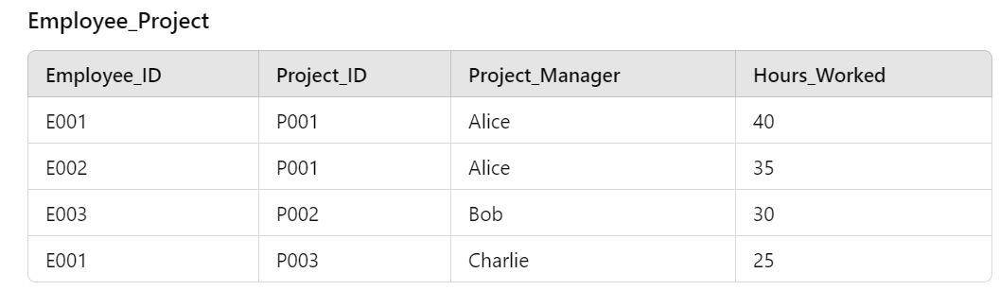 Employee_Project
Employee_ID Project_ID Project_Manager Hours_Worked
E001 P001 Alice 40
E002 P001 Alice 35
E003 P002 Bob 30
E001 P003 Charlie 25